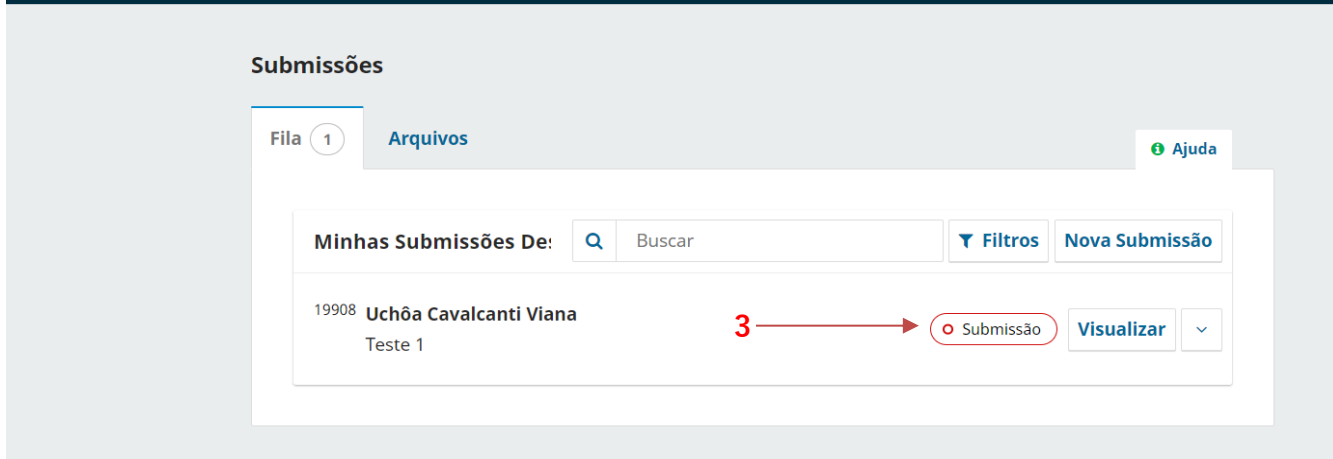 Submissões
Fila 1 Arquivos
Ajuda
Minhas Submissões De
Buscar
Filtros
Nova Submissão
19908 Uchôa Cavalcanti Viana
Teste 1
3
Submissão
Visualizar